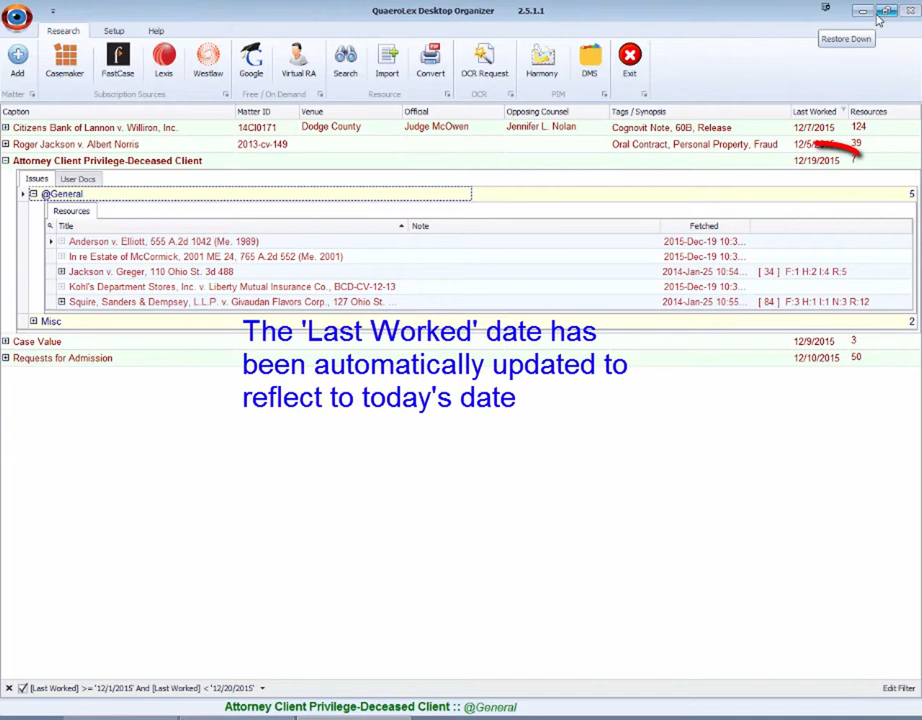 QuaeroLex Desktop Organizer 2.5.1.1
Restore Down
Research Setup Help
Add Casemaker FastCase Lexis Westlaw Google Virtual RA Search Import Convert OCR Request Harmony DMS Exit
Matter Subscription Sources Free / On Demand Resource OCR PIM
Caption Matter ID Venue Official Opposing Counsel Tags / Synopsis Last Worked Resources
Citizens Bank of Lannon v. Williron, Inc. 14CI0171 Dodge County Judge McOwen Jennifer L. Nolan Cognovit Note, 60B, Release 12/7/2015 124
Roger Jackson v. Albert Norris 2013-cv-149 Oral Contract, Personal Property, Fraud 39
Attorney Client Privilege-Deceased Client 12/19/2015
Issues User Docs
@General 5
Resources
Title Note Fetched
Anderson v. Elliott, 555 A.2d 1042 (Me. 1989) 2015-Dec-19 10:3...
In re Estate of McCormick, 2001 ME 24, 765 A.2d 552 (Me. 2001) 2015-Dec-19 10:3...
Jackson v. Greger, 110 Ohio St. 3d 488 2014-Jan-25 10:54... [ 34 ] F:1 H:2 I:4 R:5
Kohl's Department Stores, Inc. v. Liberty Mutual Insurance Co., BCD-CV-12-13 2015-Dec-19 10:3...
Squire, Sanders & Dempsey, L.L.P. v. Givaudan Flavors Corp., 127 Ohio St. ... 2014-Jan-25 10:55... [ 84 ] F:3 H:1 I:1 N:3 R:12
Misc 2
Case Value 12/9/2015 3
Requests for Admission 12/10/2015 50
The 'Last Worked' date has
been automatically updated to
reflect to today's date
[Last Worked] >= '12/1/2015' And [Last Worked] < '12/20/2015' Edit Filter
Attorney Client Privilege-Deceased Client :: @General